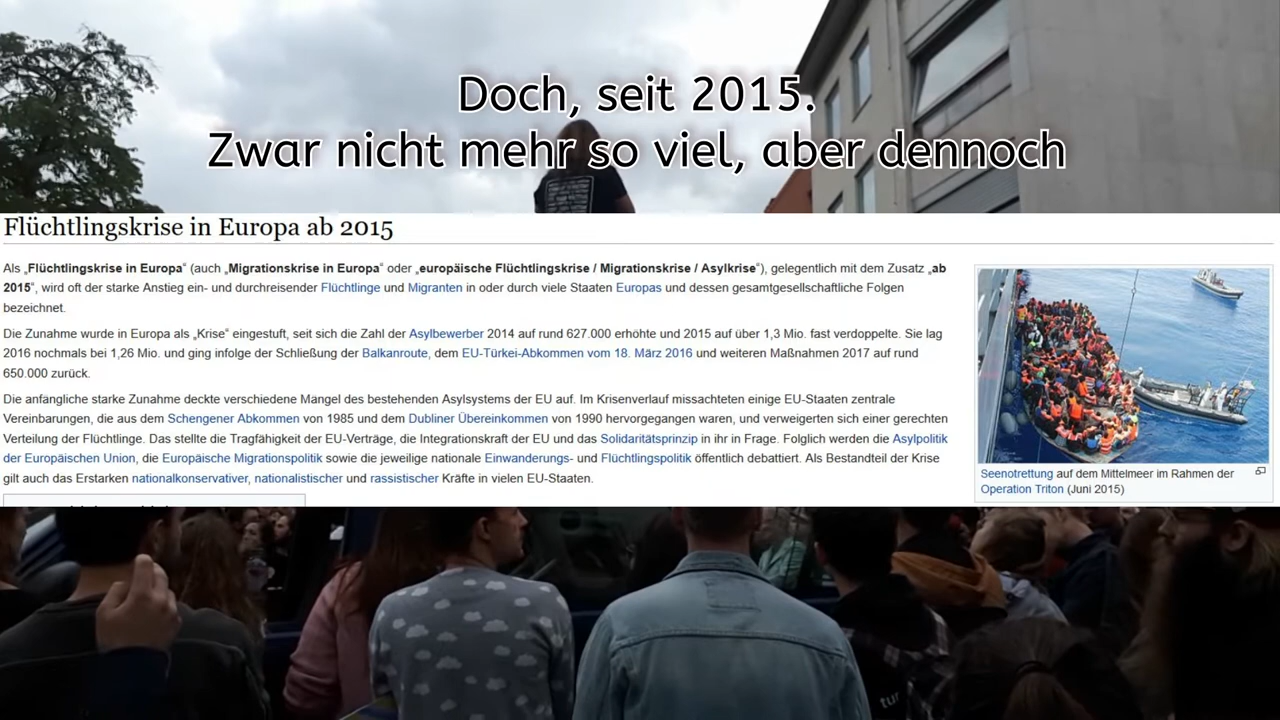 Doch, seit 2015.
Zwar nicht mehr so viel, aber dennoch
Flüchtlingskrise in Europa ab 2015
Als „Flüchtlingskrise in Europa“ (auch „Migrationskrise in Europa“ oder „europäische Flüchtlingskrise / Migrationskrise / Asylkrise“), gelegentlich mit dem Zusatz „ab
2015“, wird oft der starke Anstieg ein- und durchreisender Flüchtlinge und Migranten in oder durch viele Staaten Europas und dessen gesamtgesellschaftliche Folgen
bezeichnet.
Die Zunahme wurde in Europa als „Krise“ eingestuft, seit sich die Zahl der Asylbewerber 2014 auf rund 627.000 erhöhte und 2015 auf über 1,3 Mio. fast verdoppelte. Sie lag
2016 nochmals bei 1,26 Mio. und ging infolge der Schließung der Balkanroute, dem EU-Türkei-Abkommen vom 18. März 2016 und weiteren Maßnahmen 2017 auf rund
650.000 zurück.
Die anfangliche starke Zunahme deckte verschiedene Mangel des bestehenden Asylsystems der EU auf. Im Krisenverlauf missachteten einige EU-Staaten zentrale
Vereinbarungen, die aus dem Schengener Abkommen von 1985 und dem Dubliner Übereinkommen von 1990 hervorgegangen waren, und verweigerten sich einer gerechten
Verteilung der Flüchtlinge. Das stellte die Tragfähigkeit der EU-Verträge, die Integrationskraft der EU und das Solidaritätsprinzip in ihr in Frage. Folglich werden die Asylpolitik
der Europäischen Union, die Europäische Migrationspolitik sowie die jeweilige nationale Einwanderungs- und Flüchtlingspolitik öffentlich debattiert. Als Bestandteil der Krise
gilt auch das Erstarken nationalkonservativer, nationalistischer und rassistischer Kräfte in vielen EU-Staaten.
Seenotrettung auf dem Mittelmeer im Rahmen der
Operation Triton (Juni 2015)